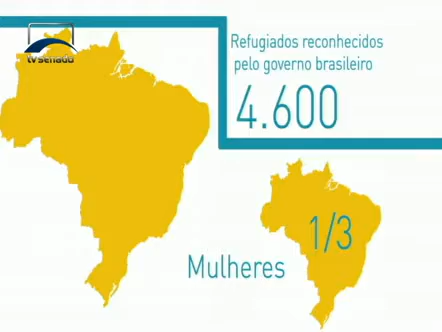 tv senado
Refugiados reconhecidos
pelo governo brasileiro
4.600
1/3
Mulheres